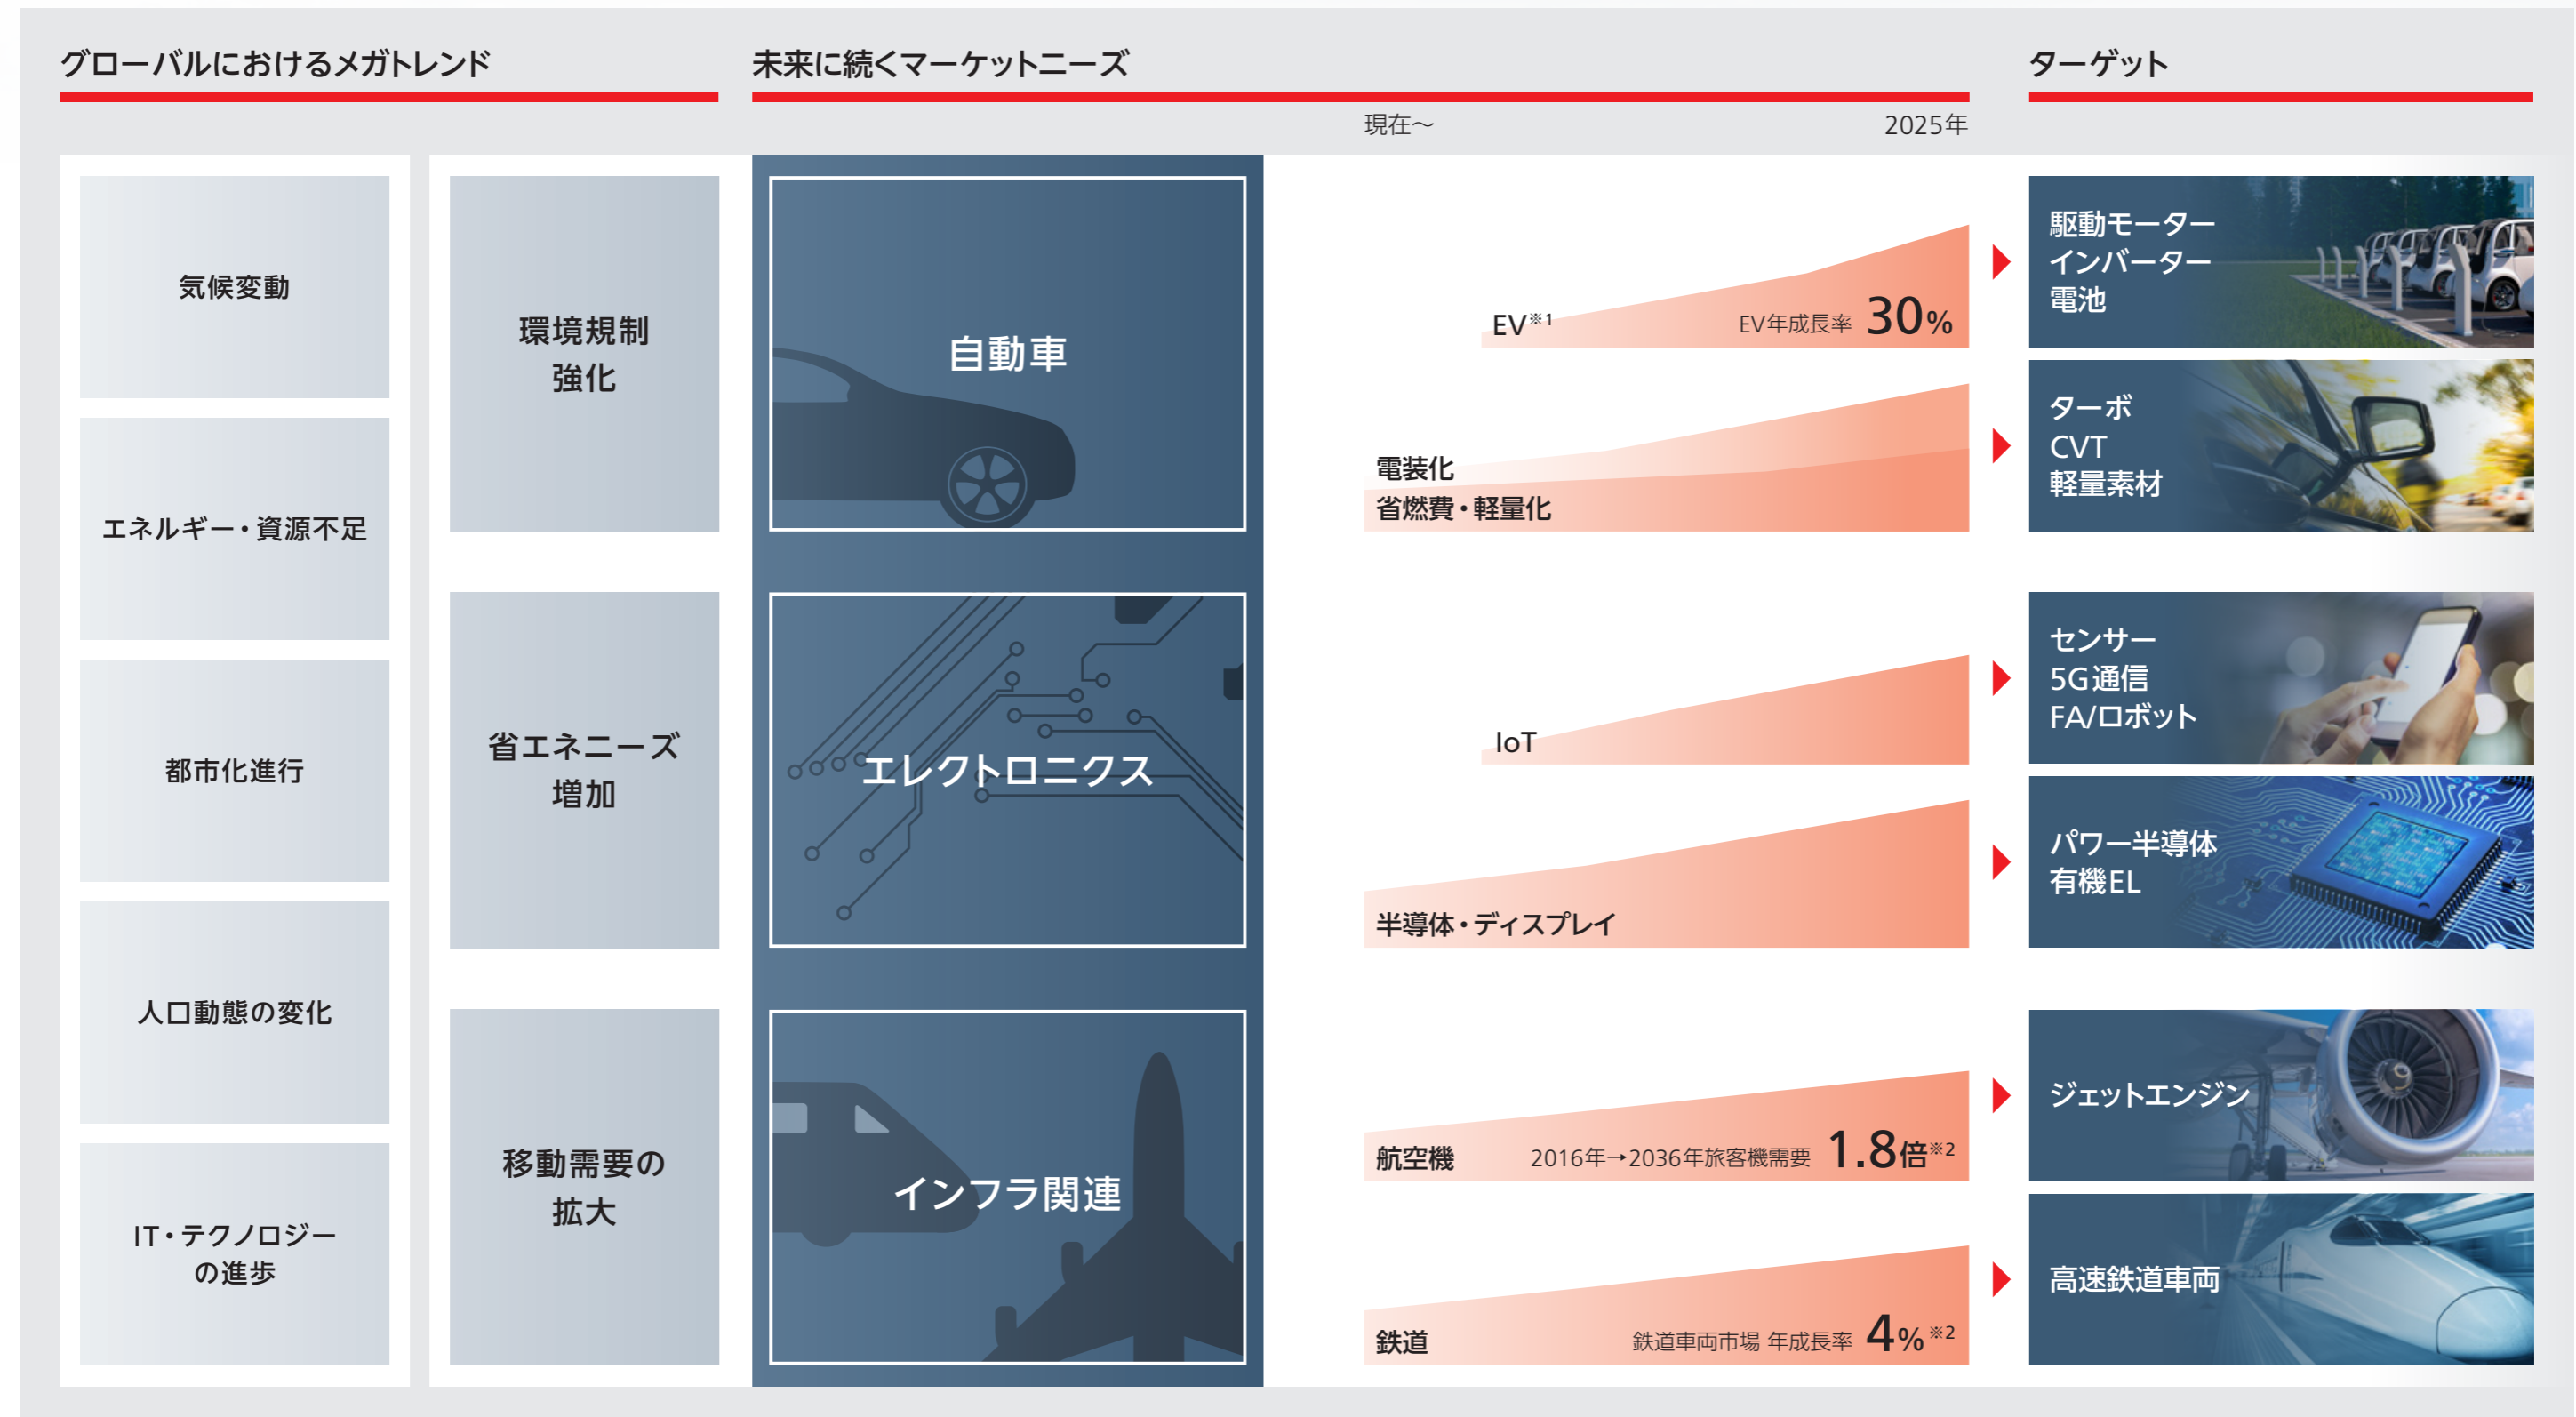 グローバルにおけるメガトレンド
未来に続くマーケットニーズ
ターゲット
現在～
2025年
気候変動
エネルギー・資源不足
都市化進行
人口動態の変化
IT・テクノロジー
の進歩
環境規制
強化
省エネニーズ
増加
移動需要の
拡大
自動車
EV※1
EV年成長率 30%
駆動モーター
インバーター
電池
電装化
省燃費・軽量化
ターボ
CVT
軽量素材
エレクトロニクス
IoT
センサー
5G通信
FA/ロボット
半導体・ディスプレイ
パワー半導体
有機EL
インフラ関連
航空機
2016年→2036年旅客機需要 1.8倍※2
ジェットエンジン
鉄道
鉄道車両市場 年成長率 4%※2
高速鉄道車両